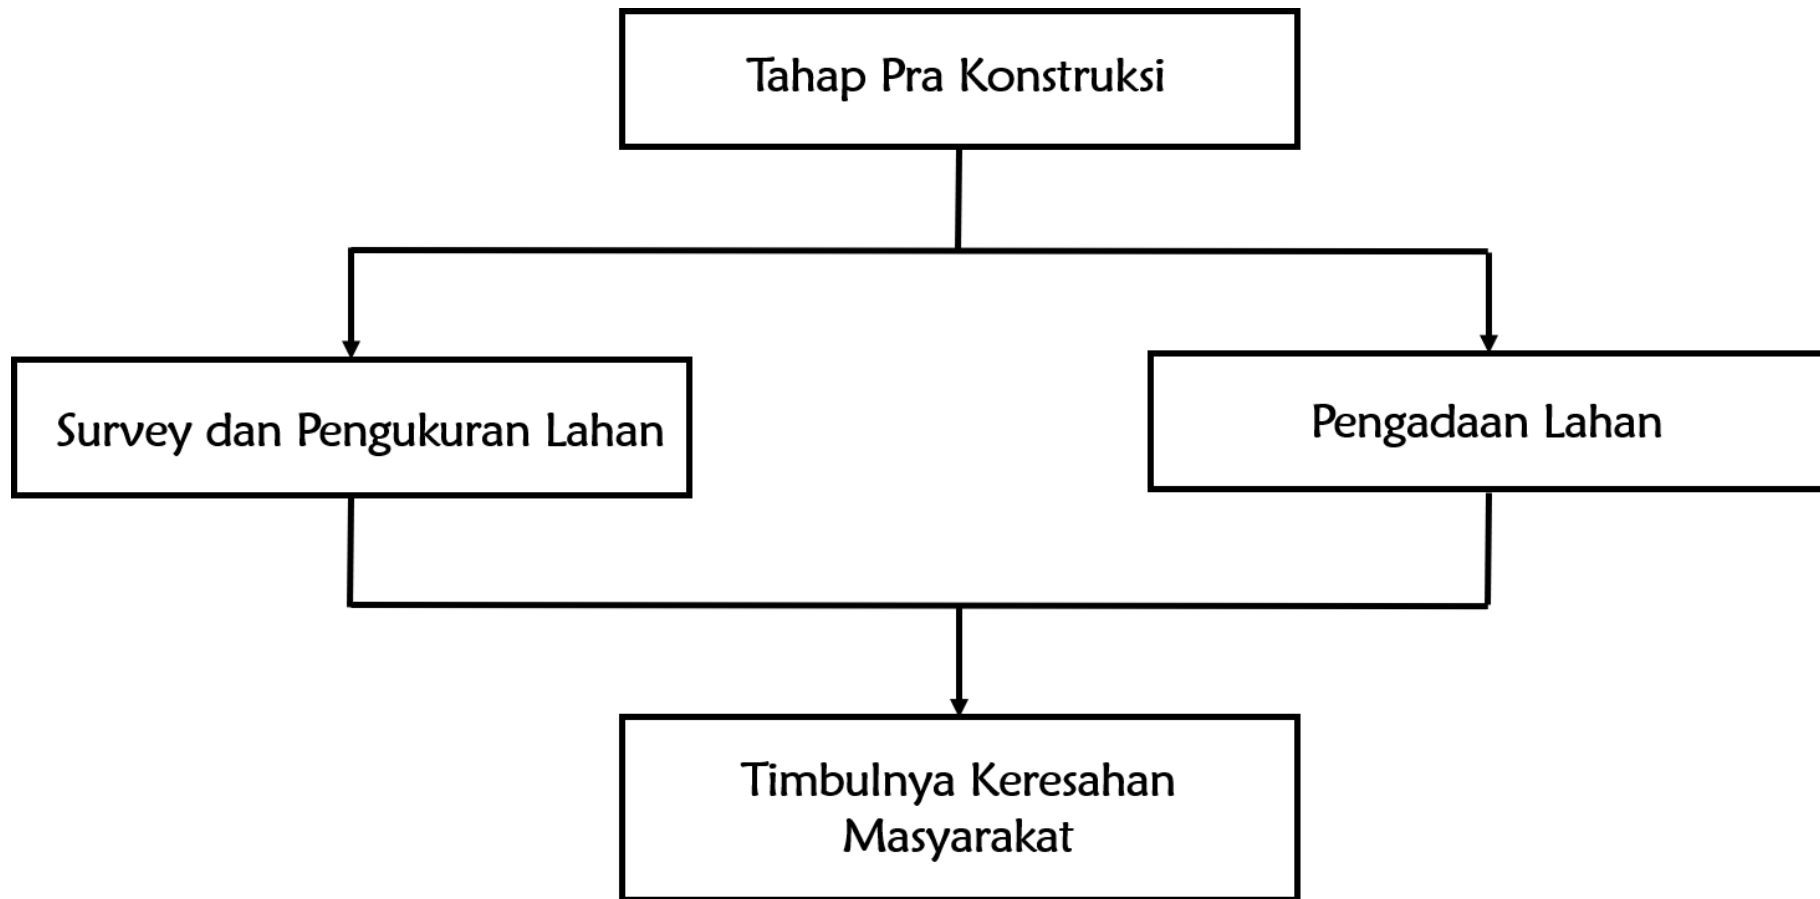 Tahap Pra Konstruksi
Survey dan Pengukuran Lahan
Pengadaan Lahan
Timbulnya Keresahan
Masyarakat